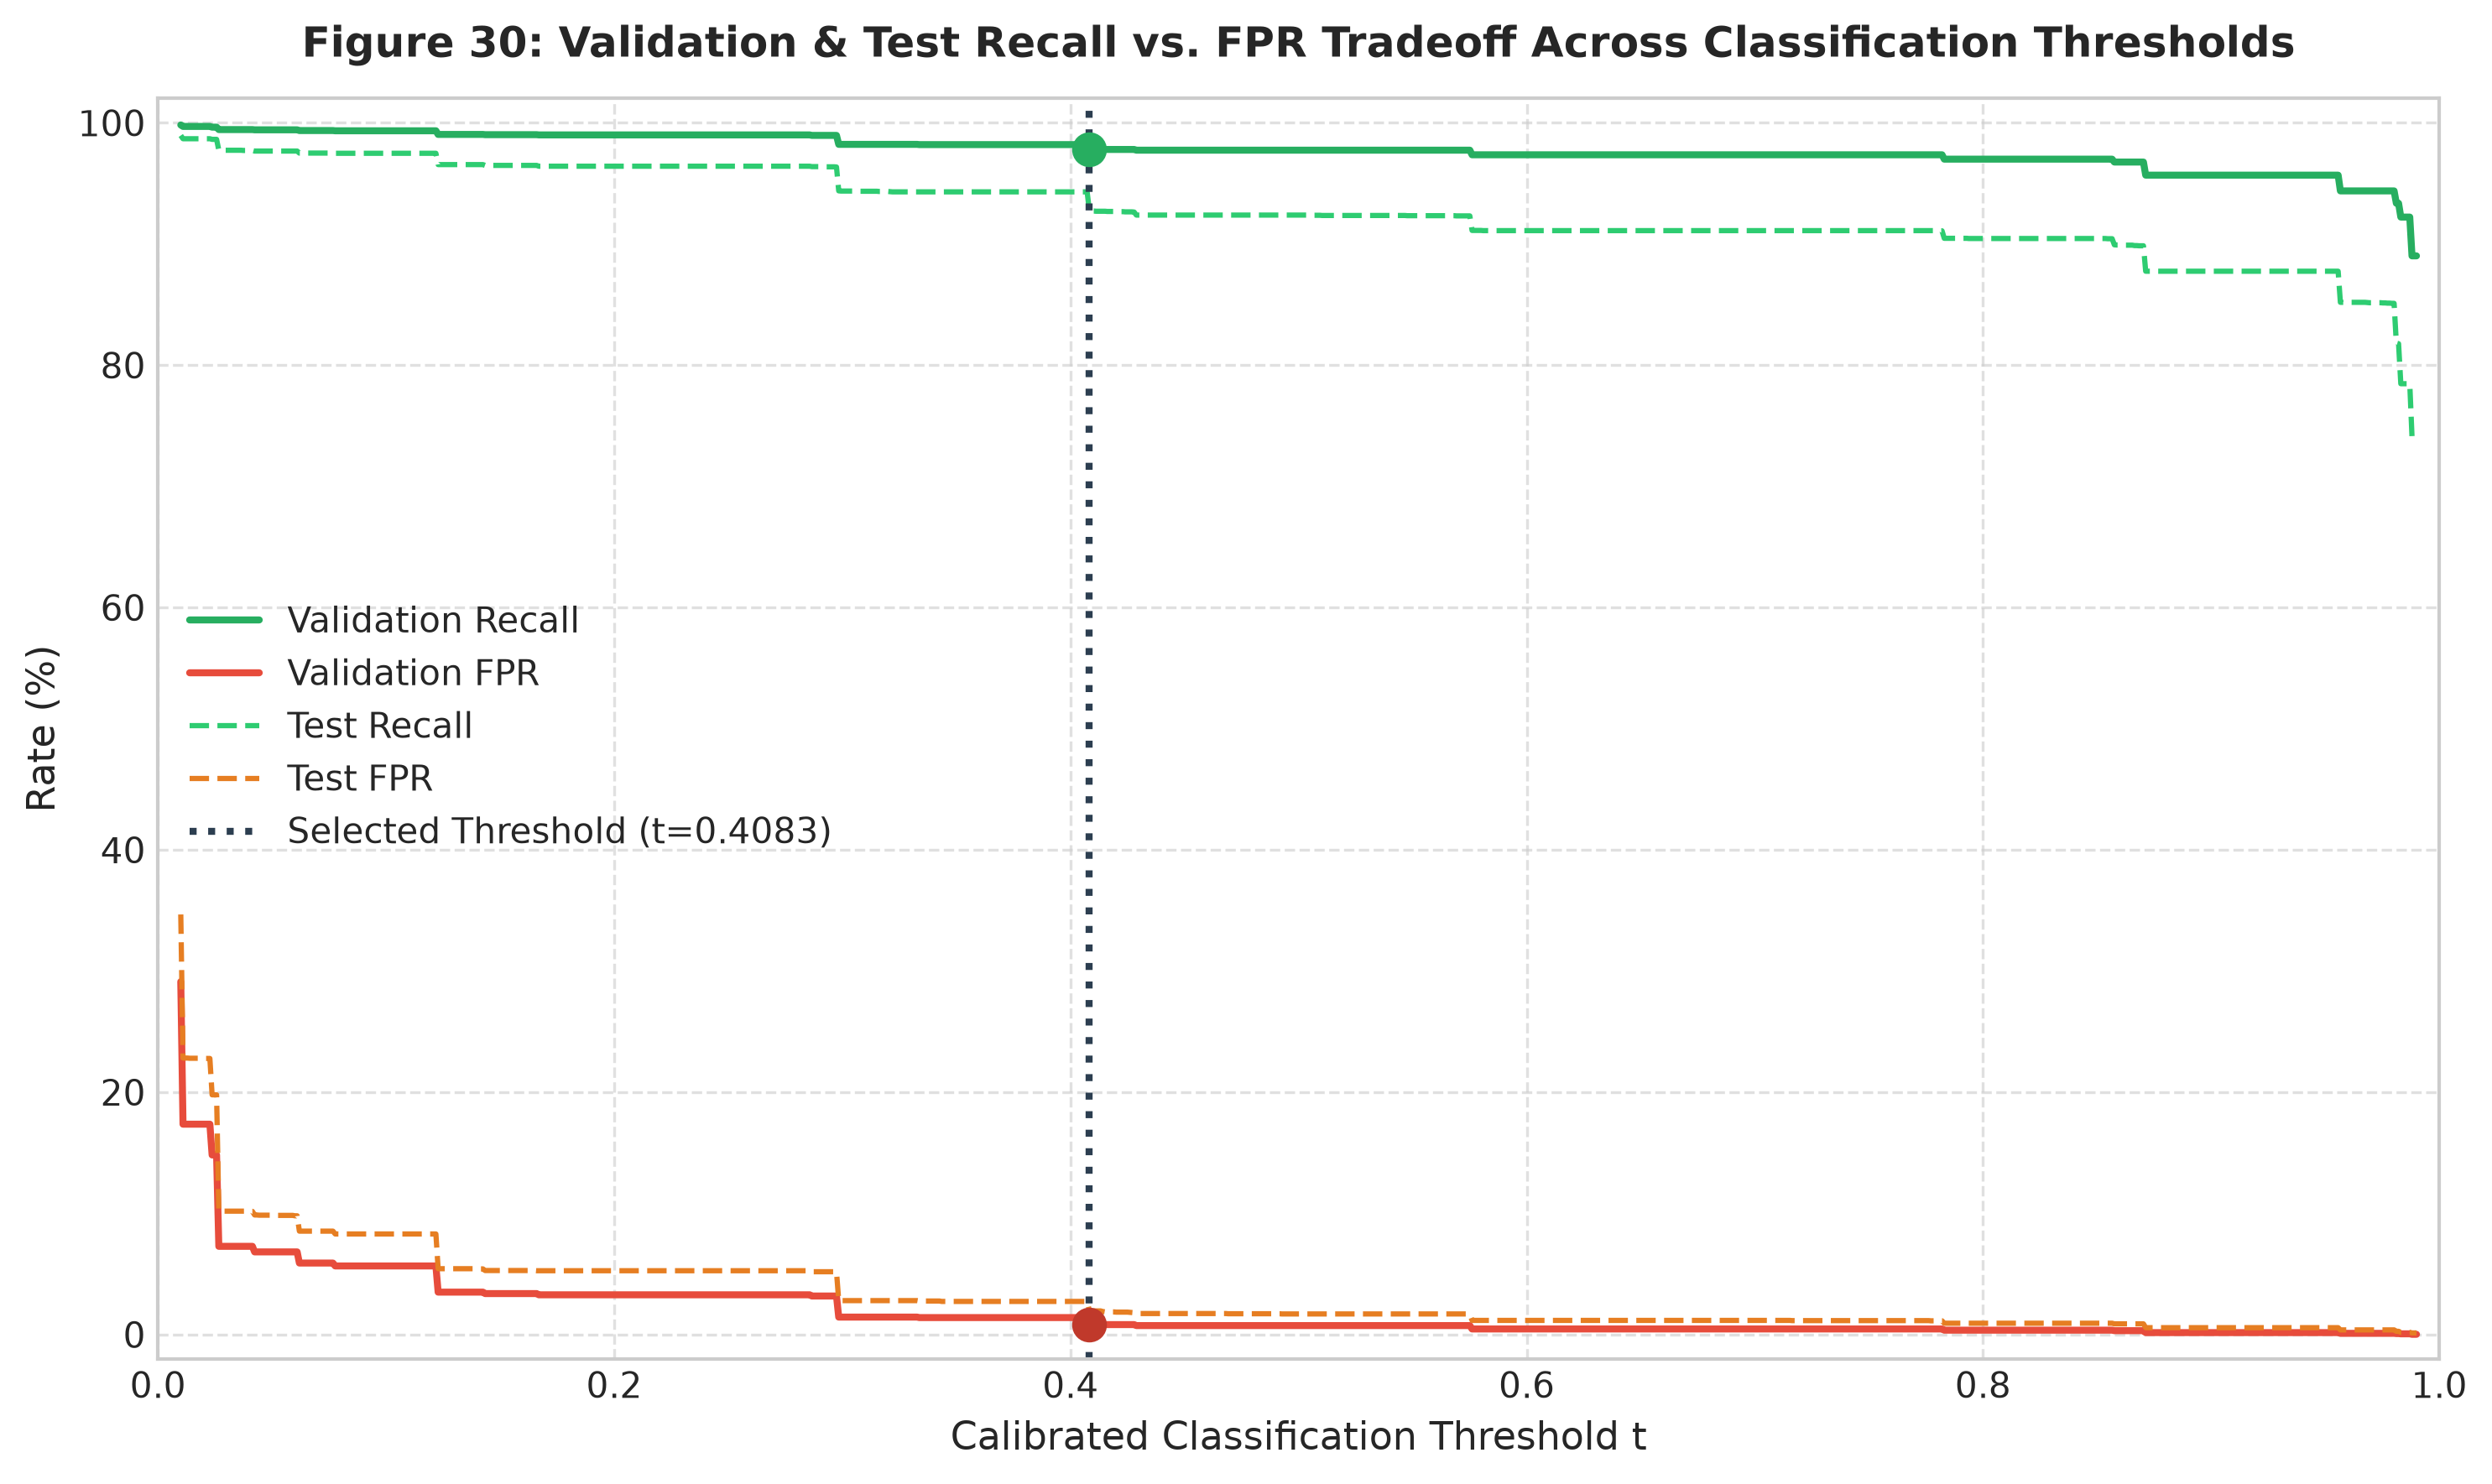 Figure 30: Validation & Test Recall vs. FPR Tradeoff Across Classification Thresholds
100
80
60
40
20
0
Rate (%)
Validation Recall
Validation FPR
Test Recall
Test FPR
Selected Threshold (t=0.4083)
0.0 0.2 0.4 0.6 0.8 1.0
Calibrated Classification Threshold t